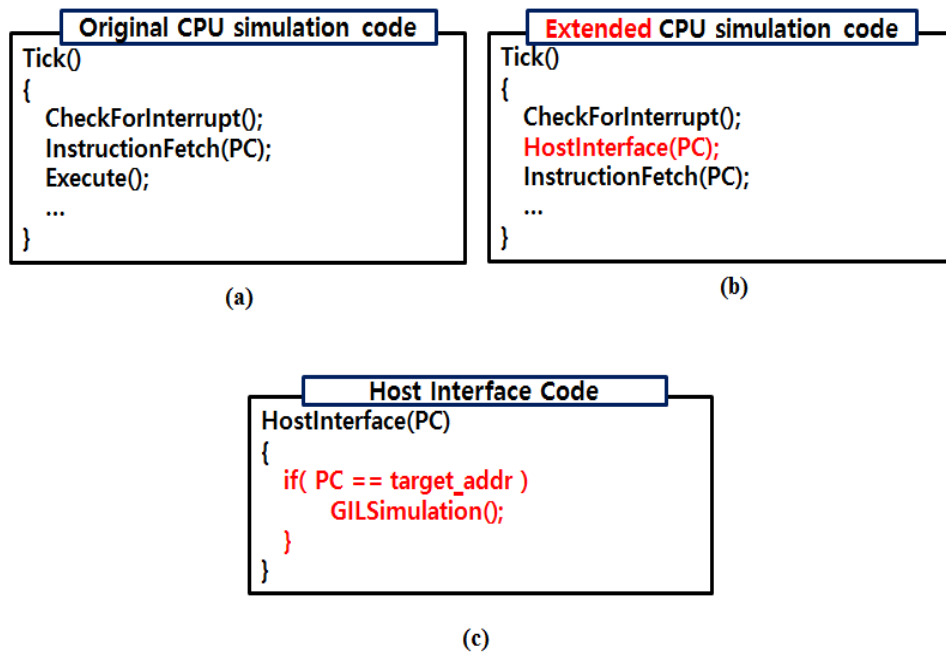 Original CPU simulation code
Tick()
{
CheckForInterrupt();
InstructionFetch(PC);
Execute();
...
}
(a)
Extended CPU simulation code
Tick()
{
CheckForInterrupt();
HostInterface(PC);
InstructionFetch(PC);
...
}
(b)
Host Interface Code
HostInterface(PC)
{
if( PC == target_addr )
GILSimulation();
}
}
(c)